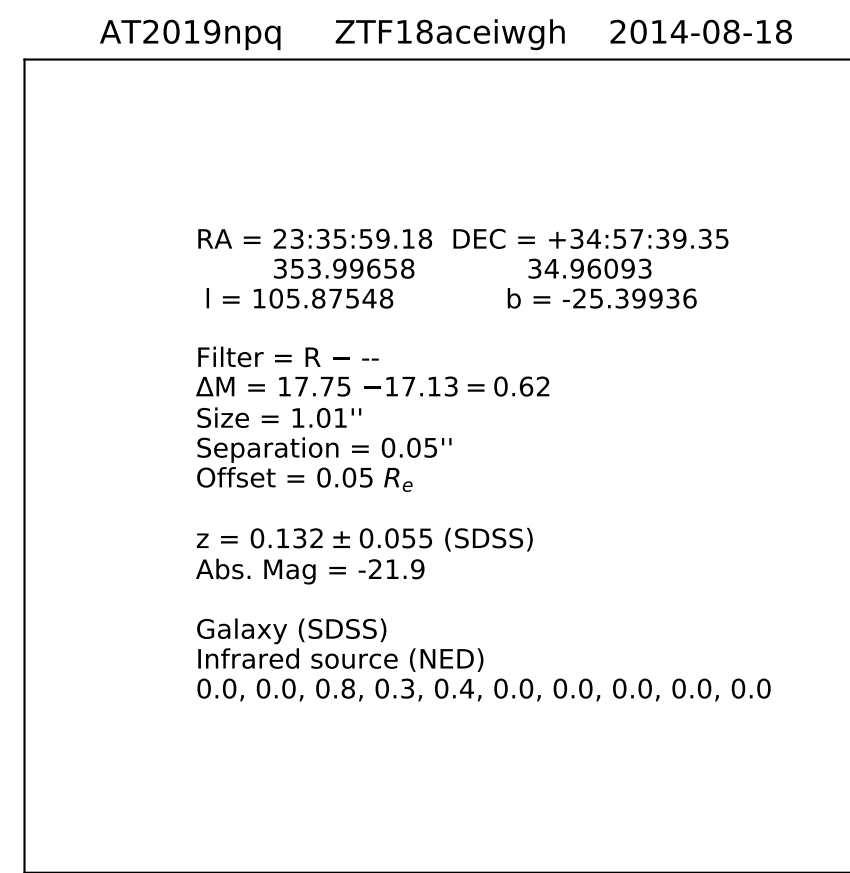 AT2019npq ZTF18aceiwgh 2014-08-18
RA = 23:35:59.18 DEC = +34:57:39.35
353.99658 34.96093
l = 105.87548 b = -25.39936
Filter = R − --
ΔM = 17.75 −17.13 = 0.62
Size = 1.01''
Separation = 0.05''
Offset = 0.05 Rₑ
z = 0.132 ± 0.055 (SDSS)
Abs. Mag = -21.9
Galaxy (SDSS)
Infrared source (NED)
0.0, 0.0, 0.8, 0.3, 0.4, 0.0, 0.0, 0.0, 0.0, 0.0